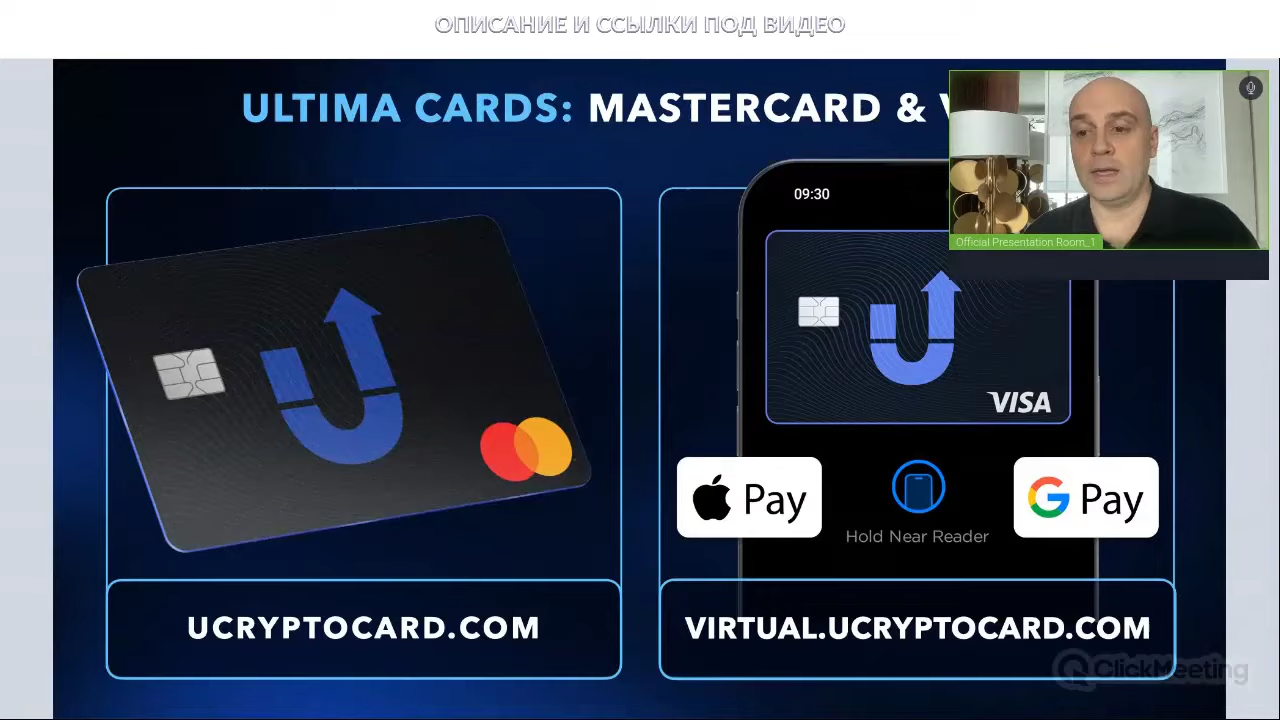 ОПИСАНИЕ И ССЫЛКИ ПОД ВИДЕО
ULTIMA CARDS: MASTERCARD & V
09:30
Official Presentation Room_1
VISA
Pay
Hold Near Reader
G Pay
UCRYPTOCARD.COM
VIRTUAL.UCRYPTOCARD.COM
ClickMeeting